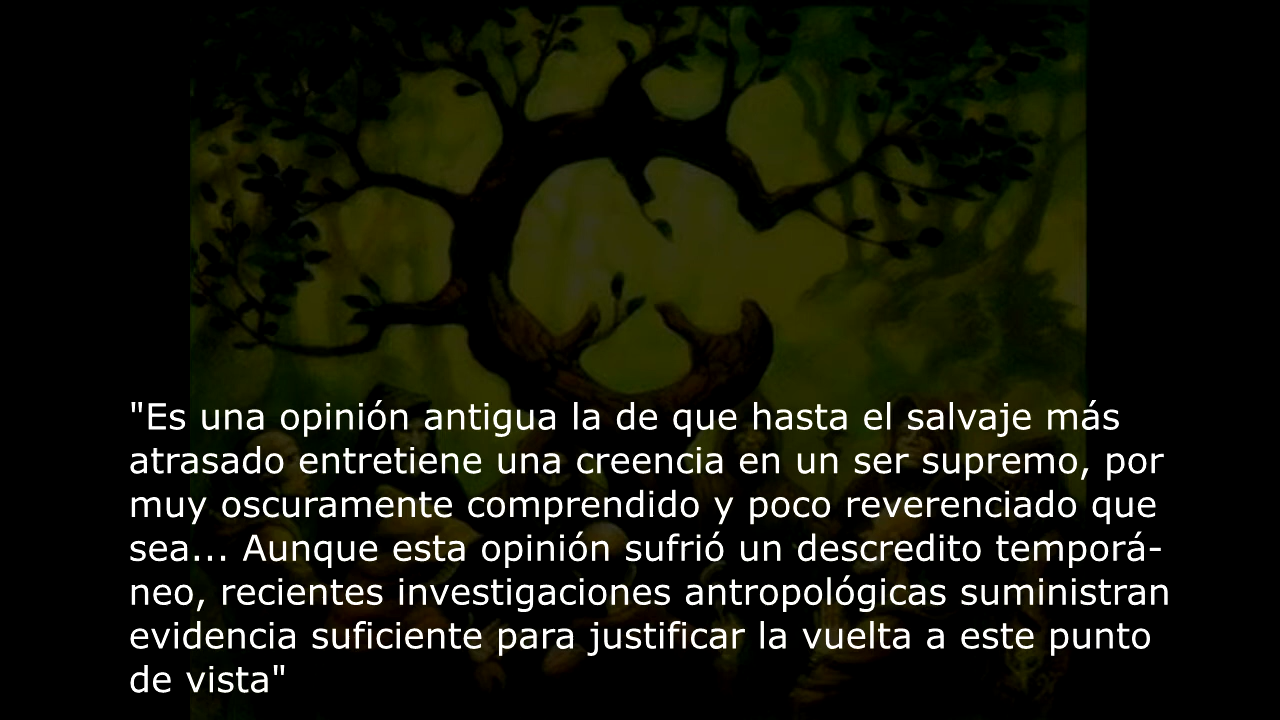 "Es una opinión antigua la de que hasta el salvaje más
atrasado entretiene una creencia en un ser supremo, por
muy oscuramente comprendido y poco reverenciado que
sea... Aunque esta opinión sufrió un descredito temporá-
neo, recientes investigaciones antropológicas suministran
evidencia suficiente para justificar la vuelta a este punto
de vista"